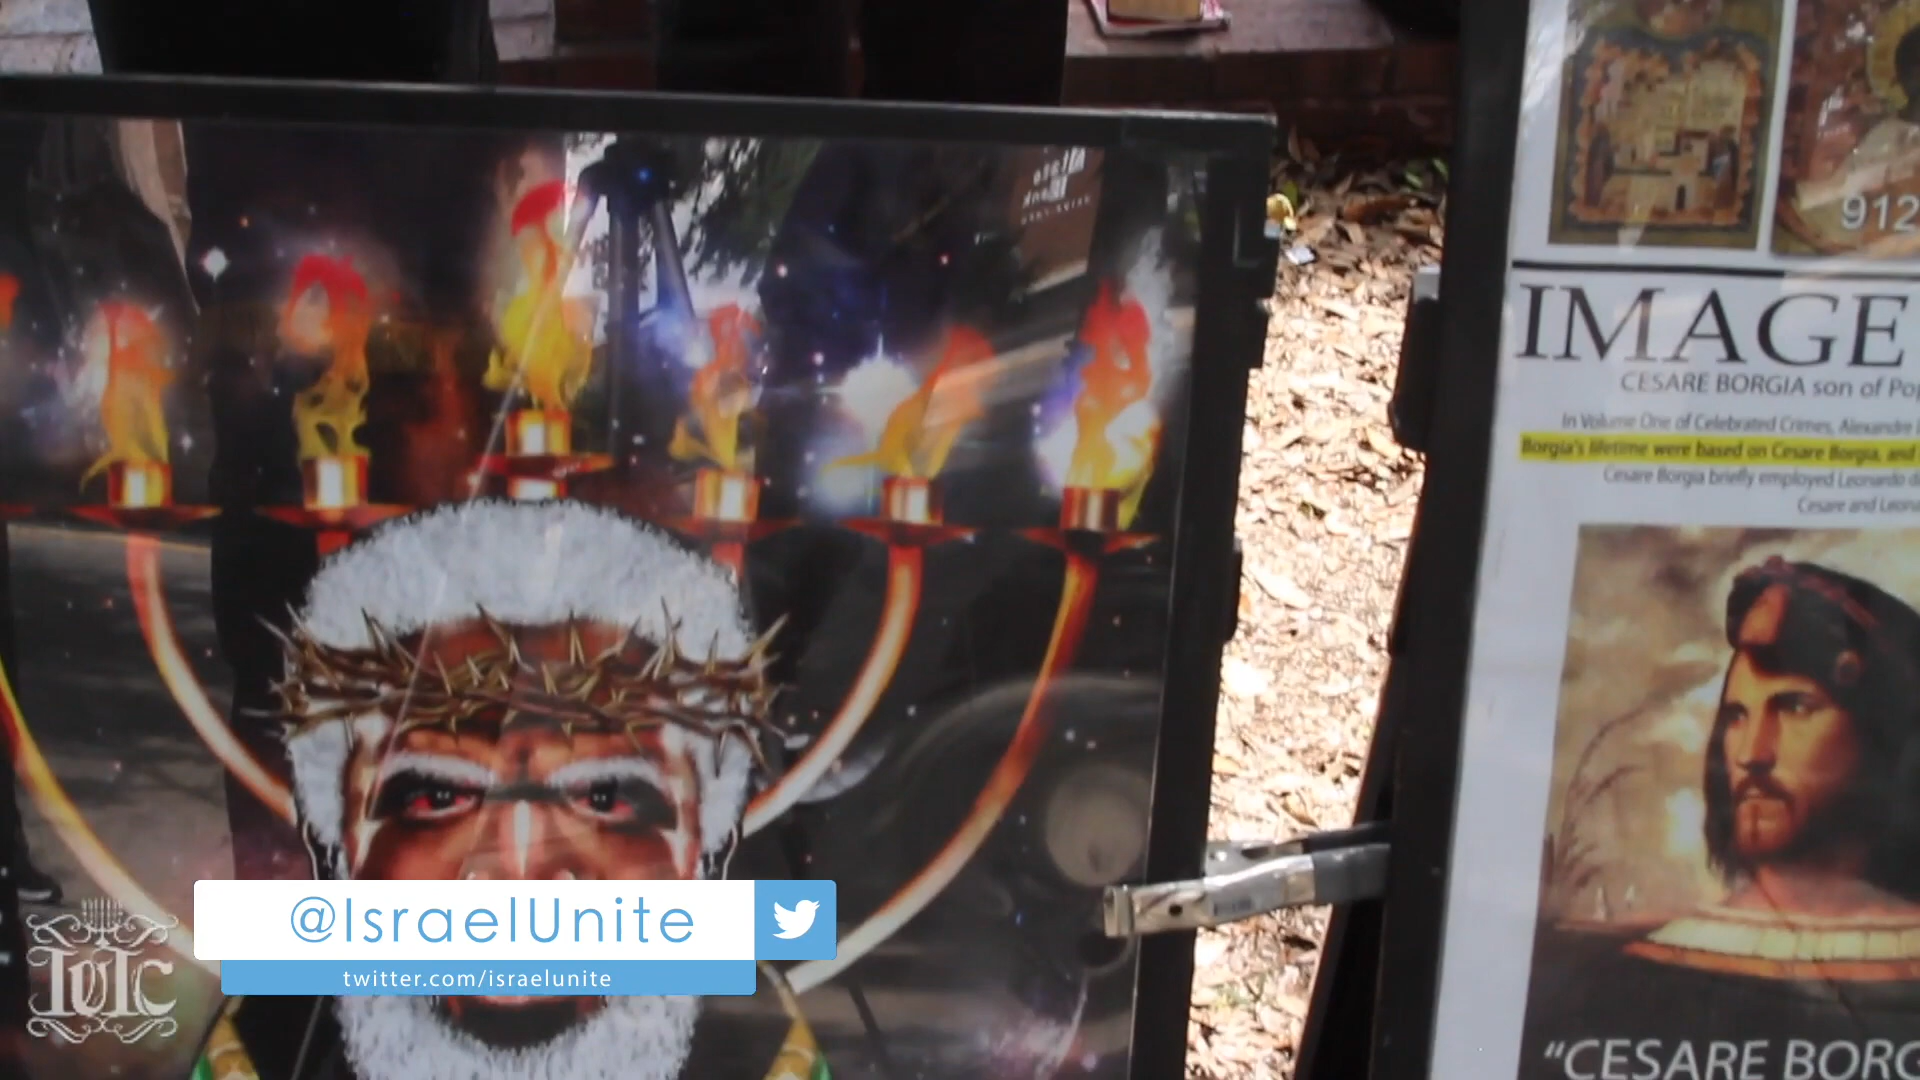 912
IMAGE
CESARE BORGIA son of Pop
In Volume One of Celebrated Crimes, Alexandre
Borgia's lifetime were based on Cesare Borgia, and
Cesare Borgia briefly employed Leonardo d
Cesare and Leona
"CESARE BORG
@IsraelUnite
twitter.com/israelunite
IUIC